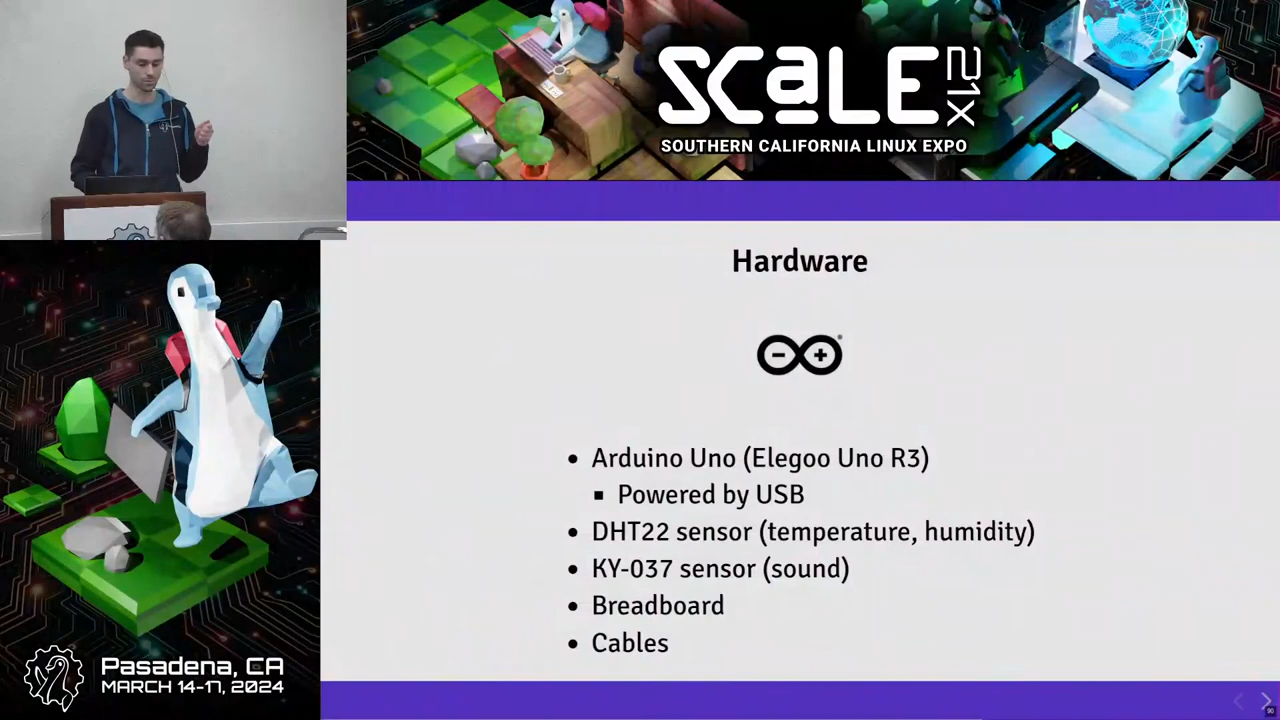 SCaLE 21x
SOUTHERN CALIFORNIA LINUX EXPO
Hardware
• Arduino Uno (Elegoo Uno R3)
▪ Powered by USB
• DHT22 sensor (temperature, humidity)
• KY-037 sensor (sound)
• Breadboard
• Cables
Pasadena, CA
MARCH 14-17, 2024